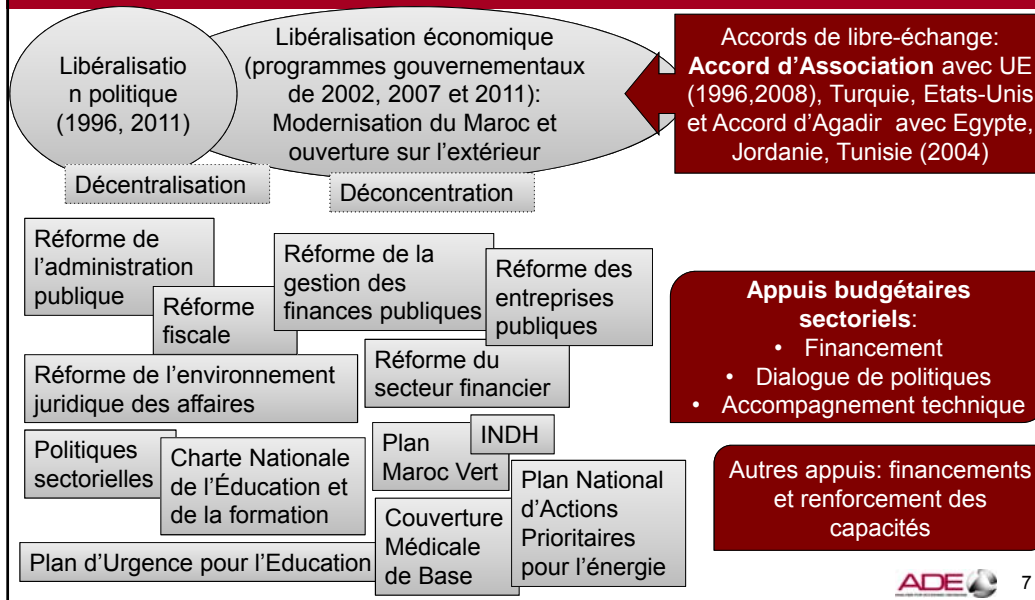 Libéralisatio
n politique
(1996, 2011)
Libéralisation économique
(programmes gouvernementaux
de 2002, 2007 et 2011):
Modernisation du Maroc et
ouverture sur l'extérieur
Accords de libre-échange:
Accord d'Association avec UE
(1996,2008), Turquie, Etats-Unis
et Accord d'Agadir avec Egypte,
Jordanie, Tunisie (2004)
Décentralisation
Déconcentration
Réforme de
l'administration
publique
Réforme
fiscale
Réforme de la
gestion des
finances publiques
Réforme des
entreprises
publiques
Réforme de l'environnement
juridique des affaires
Réforme du
secteur financier
Appuis budgétaires
sectoriels:
• Financement
• Dialogue de politiques
• Accompagnement technique
Politiques
sectorielles
Charte Nationale
de l'Éducation et
de la formation
Plan
Maroc Vert
INDH
Plan National
d'Actions
Prioritaires
pour l'énergie
Couverture
Médicale
de Base
Plan d'Urgence pour l'Education
Autres appuis: financements
et renforcement des
capacités
ADE
7